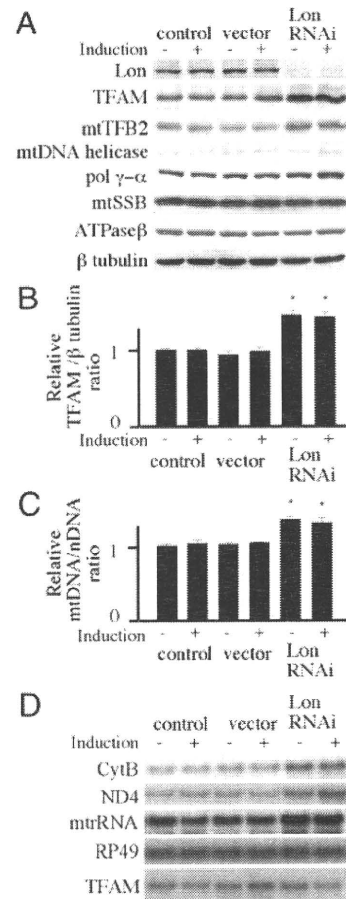 A
control vector Lon RNAi
Induction - + - + - +
Lon
TFAM
mtTFB2
mtDNA helicase
pol γ-α
mtSSB
ATPaseβ
β tubulin
B
Relative TFAM /β tubulin ratio
1
0
* *
Induction - + - + - +
control vector Lon RNAi
C
Relative mtDNA/nDNA ratio
1
0
* *
Induction - + - + - +
control vector Lon RNAi
D
control vector Lon RNAi
Induction - + - + - +
CytB
ND4
mtrRNA
RP49
TFAM